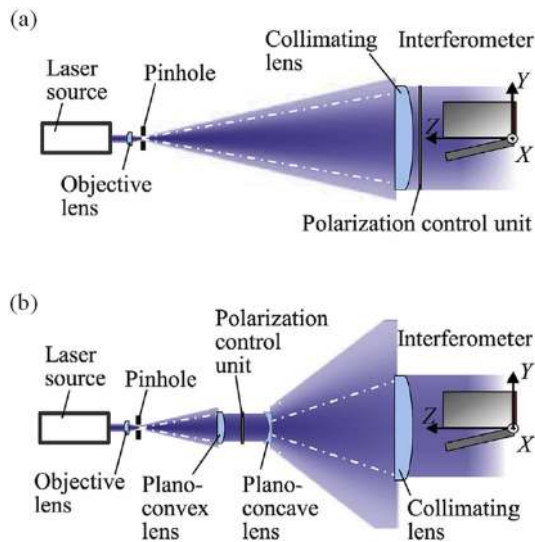 (a)
Collimating
lens
Interferometer
Laser
source
Pinhole
Y
Z
X
Objective
lens
Polarization control unit
(b)
Polarization
control
unit
Interferometer
Laser
source
Pinhole
Y
Z
X
Objective
lens
Plano-
convex lens
Plano-
concave lens
Collimating
lens